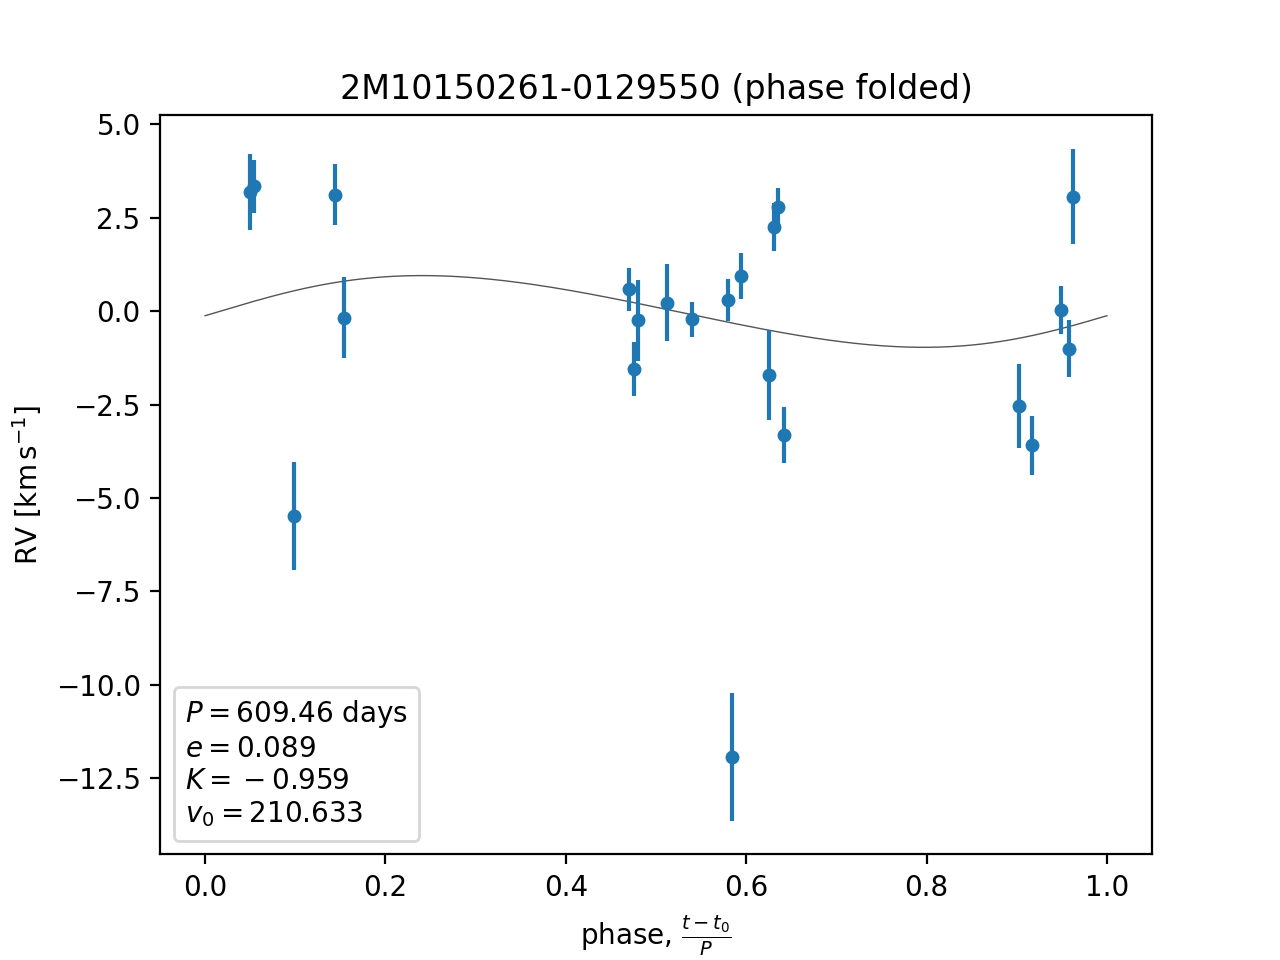 2M10150261-0129550 (phase folded)
5.0
2.5
0.0
−2.5
−5.0
−7.5
−10.0
−12.5
RV [km s⁻¹]
P = 609.46 days
e = 0.089
K = −0.959
v₀ = 210.633
0.0 0.2 0.4 0.6 0.8 1.0
phase, (t − t₀)/P